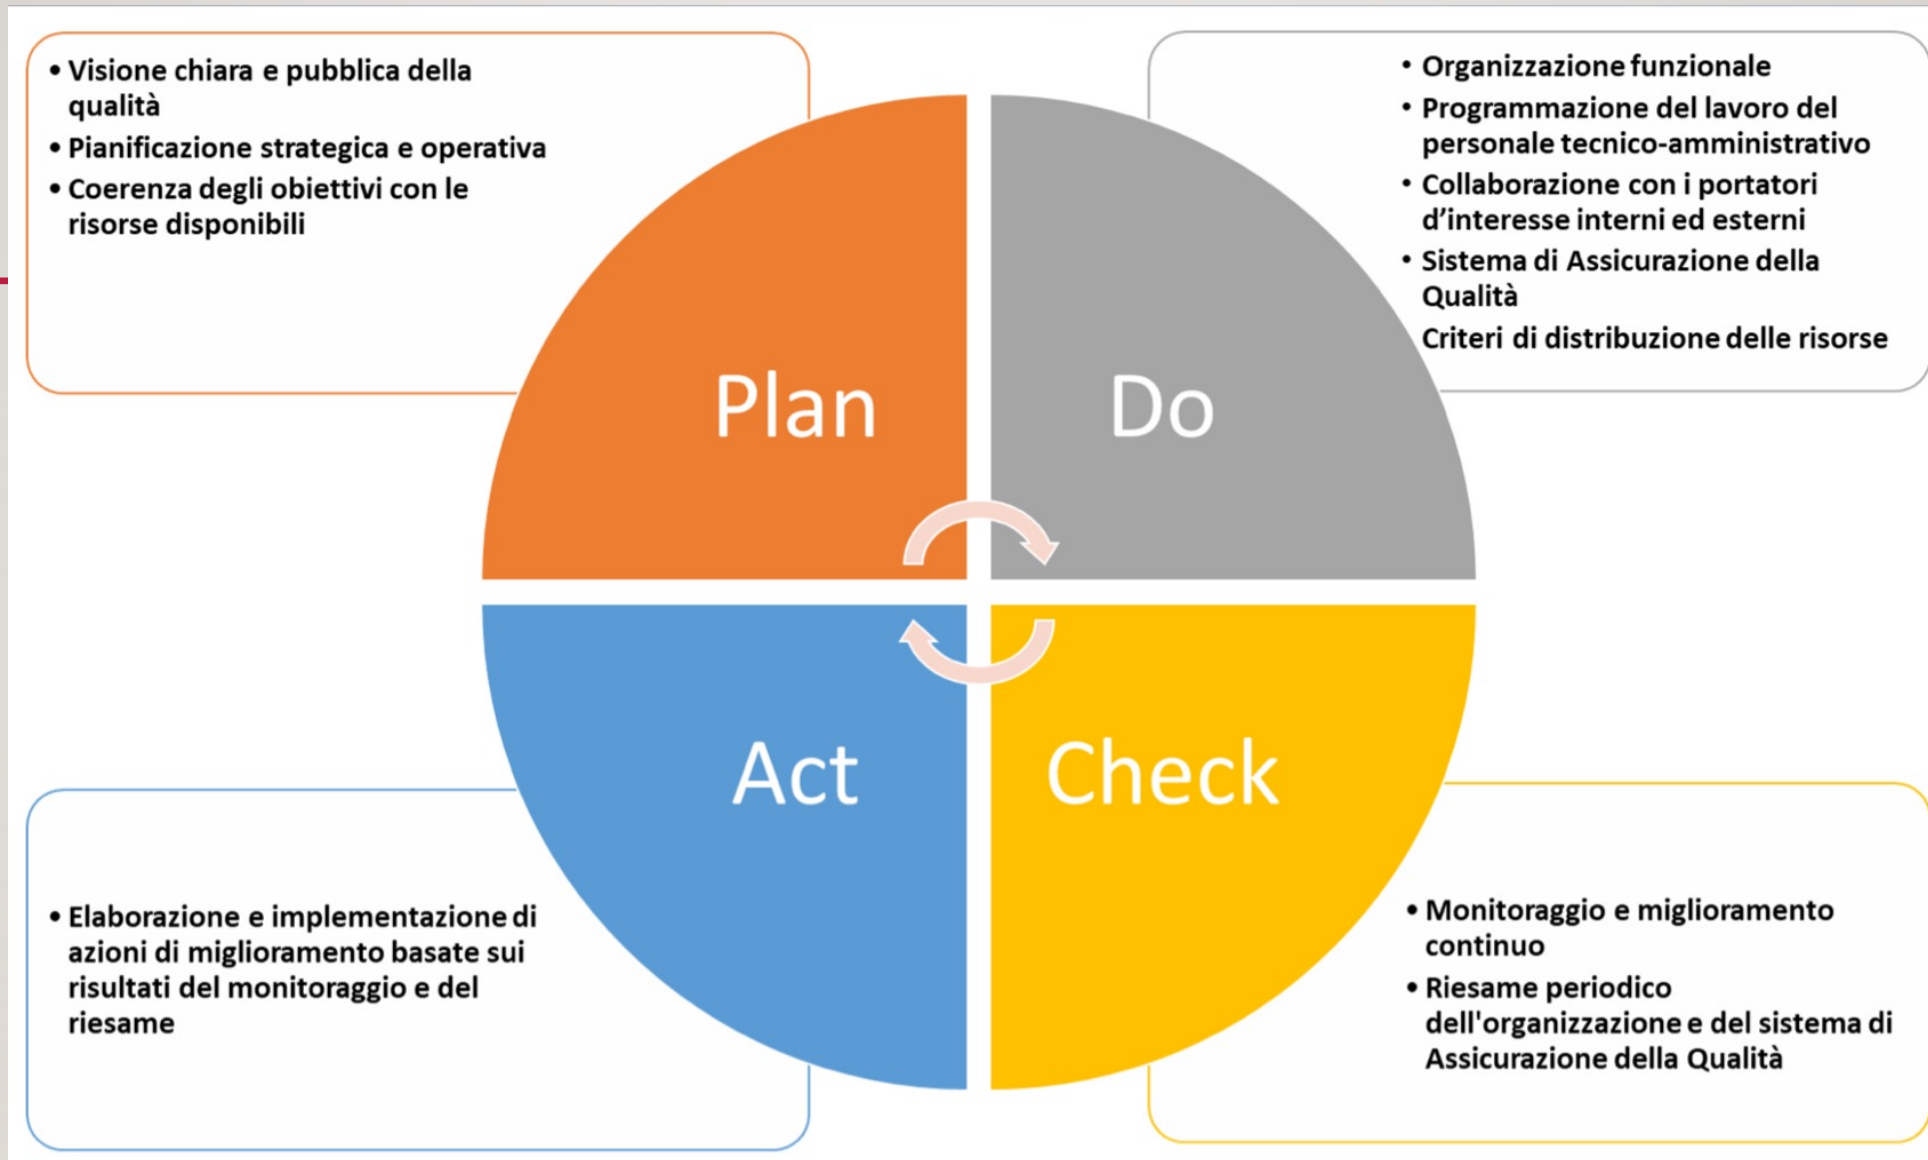 • Visione chiara e pubblica della
qualità
• Pianificazione strategica e operativa
• Coerenza degli obiettivi con le
risorse disponibili
Plan
• Organizzazione funzionale
• Programmazione del lavoro del
personale tecnico-amministrativo
• Collaborazione con i portatori
d’interesse interni ed esterni
• Sistema di Assicurazione della
Qualità
Criteri di distribuzione delle risorse
Do
Act
Check
• Elaborazione e implementazione di
azioni di miglioramento basate sui
risultati del monitoraggio e del
riesame
• Monitoraggio e miglioramento
continuo
• Riesame periodico
dell'organizzazione e del sistema di
Assicurazione della Qualità